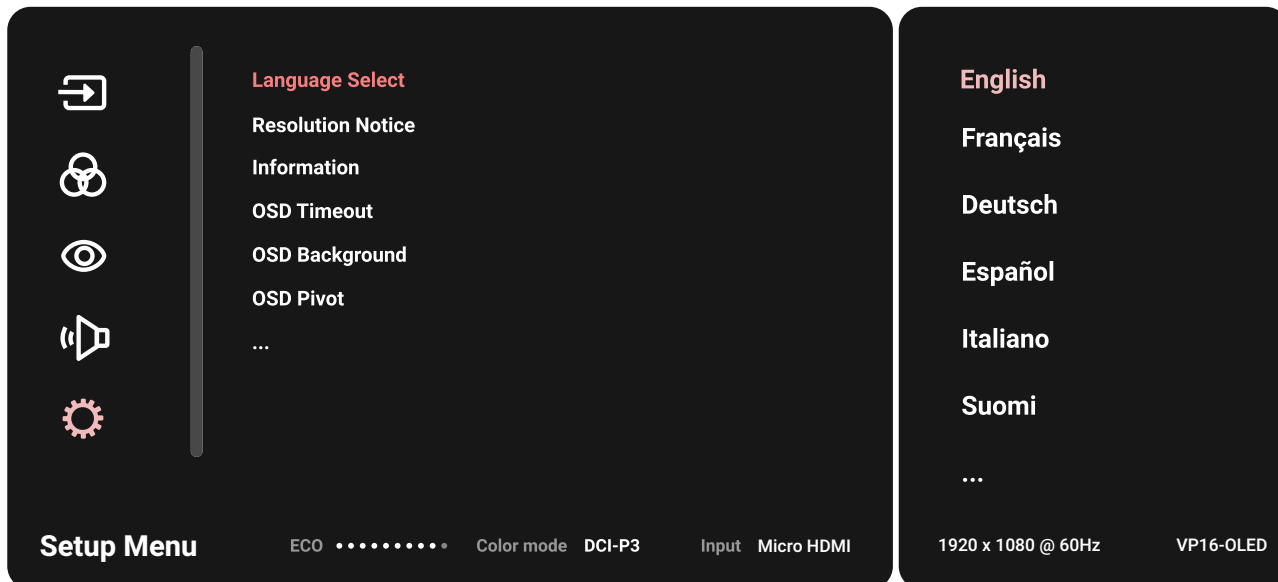 Language Select
Resolution Notice
Information
OSD Timeout
OSD Background
OSD Pivot
...
English
Français
Deutsch
Español
Italiano
Suomi
...
Setup Menu
ECO
Color mode DCI-P3
Input Micro HDMI
1920 x 1080 @ 60Hz
VP16-OLED